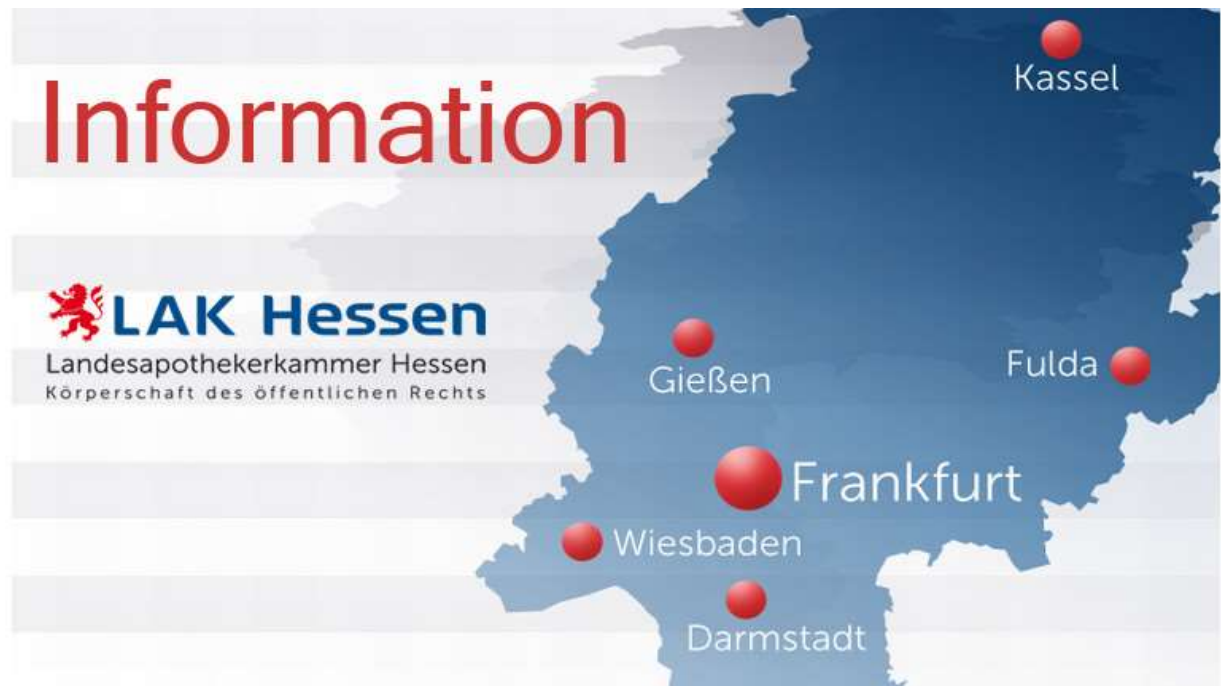 Information
LAK Hessen
Landesapothekerkammer Hessen
Körperschaft des öffentlichen Rechts
Kassel
Gießen
Fulda
Frankfurt
Wiesbaden
Darmstadt